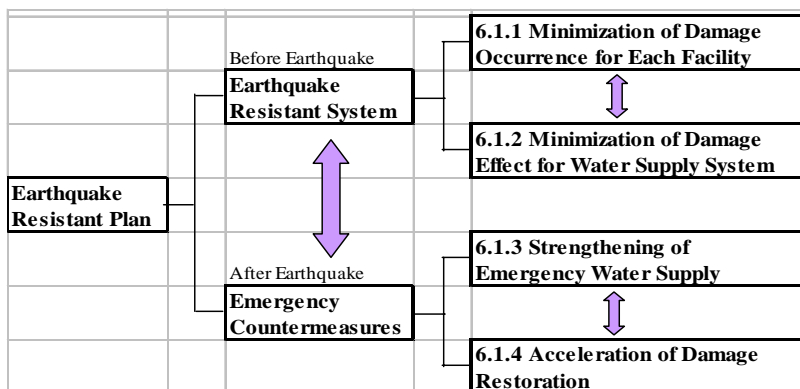 Earthquake
Resistant Plan
Before Earthquake
Earthquake
Resistant System
6.1.1 Minimization of Damage
Occurrence for Each Facility
6.1.2 Minimization of Damage
Effect for Water Supply System
After Earthquake
Emergency
Countermeasures
6.1.3 Strengthening of
Emergency Water Supply
6.1.4 Acceleration of Damage
Restoration